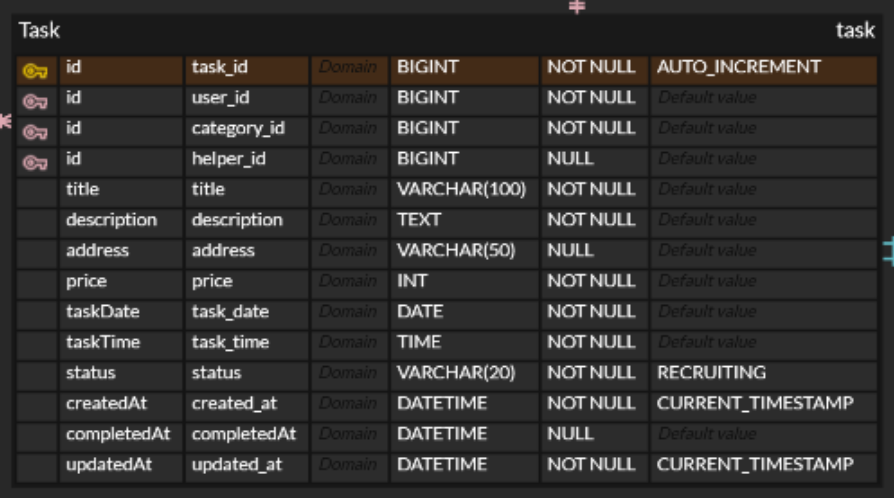 Task task
id task_id Domain BIGINT NOT NULL AUTO_INCREMENT
id user_id Domain BIGINT NOT NULL Default value
id category_id Domain BIGINT NOT NULL Default value
id helper_id Domain BIGINT NULL Default value
title title Domain VARCHAR(100) NOT NULL Default value
description description Domain TEXT NOT NULL Default value
address address Domain VARCHAR(50) NULL Default value
price price Domain INT NOT NULL Default value
taskDate task_date Domain DATE NOT NULL Default value
taskTime task_time Domain TIME NOT NULL Default value
status status Domain VARCHAR(20) NOT NULL RECRUITING
createdAt created_at Domain DATETIME NOT NULL CURRENT_TIMESTAMP
completedAt completedAt Domain DATETIME NULL Default value
updatedAt updated_at Domain DATETIME NOT NULL CURRENT_TIMESTAMP